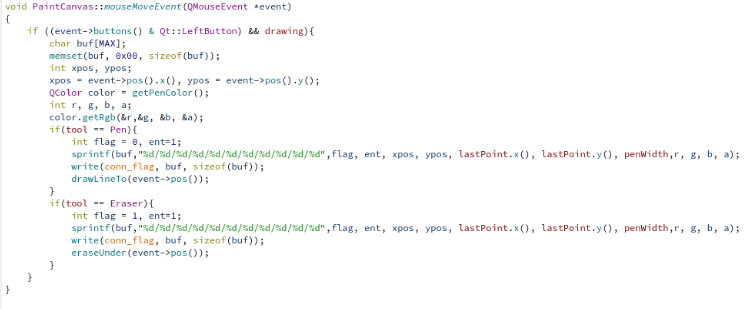 void PaintCanvas::mouseMoveEvent(QMouseEvent *event)
{
    if ((event->buttons() & Qt::LeftButton) && drawing){
        char buf[MAX];
        memset(buf, 0x00, sizeof(buf));
        int xpos, ypos;
        xpos = event->pos().x(), ypos = event->pos().y();
        QColor color = getPenColor();
        int r, g, b, a;
        color.getRgb(&r,&g, &b, &a);
        if(tool == Pen){
            int flag = 0, ent=1;
            sprintf(buf,"%d/%d/%d/%d/%d/%d/%d/%d/%d/%d/%d",flag, ent, xpos, ypos, lastPoint.x(), lastPoint.y(), penWidth,r, g, b, a);
            write(conn_flag, buf, sizeof(buf));
            drawLineTo(event->pos());
        }
        if(tool == Eraser){
            int flag = 1, ent=1;
            sprintf(buf,"%d/%d/%d/%d/%d/%d/%d/%d/%d/%d/%d",flag, ent, xpos, ypos, lastPoint.x(), lastPoint.y(), penWidth,r, g, b, a);
            write(conn_flag, buf, sizeof(buf));
            eraseUnder(event->pos());
        }
    }
}